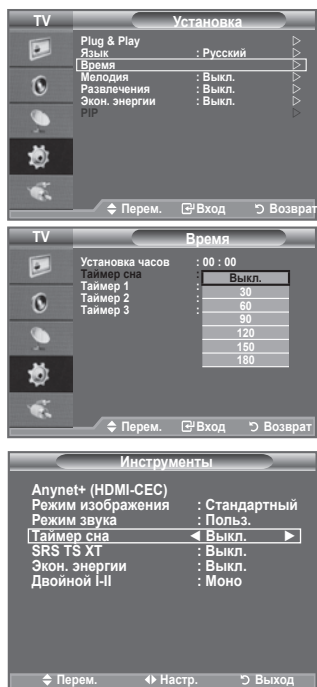 TV Установка
Plug & Play
Язык : Русский
Время
Мелодия : Выкл.
Развлечения : Выкл.
Экон. энергии : Выкл.
PIP
Перем. Вход Возврат
TV Время
Установка часов : 00 : 00
Таймер сна : Выкл.
Таймер 1 : 30
Таймер 2 : 60
Таймер 3 : 90
120
150
180
Перем. Вход Возврат
Инструменты
Anynet+ (HDMI-CEC)
Режим изображения : Стандартный
Режим звука : Польз.
Таймер сна Выкл.
SRS TS XT : Выкл.
Экон. энергии : Выкл.
Двойной I-II : Моно
Перем. Настр. Выход